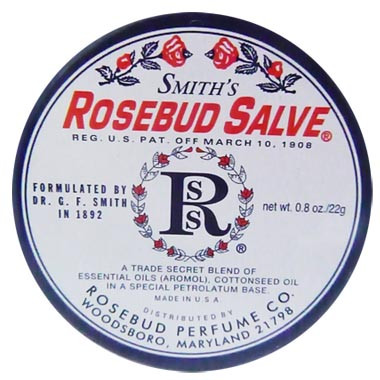 SMITH'S
ROSEBUD SALVE®
REG. U.S. PAT. OFF MARCH 10, 1908
FORMULATED BY
DR. G. F. SMITH
IN 1892
RSS
®
net wt. 0.8 oz./22g
A TRADE SECRET BLEND OF
ESSENTIAL OILS (AROMOL), COTTONSEED OIL
IN A SPECIAL PETROLATUM BASE
MADE IN U.S.A.
DISTRIBUTED BY
ROSEBUD PERFUME CO.
WOODSBORO, MARYLAND 21798